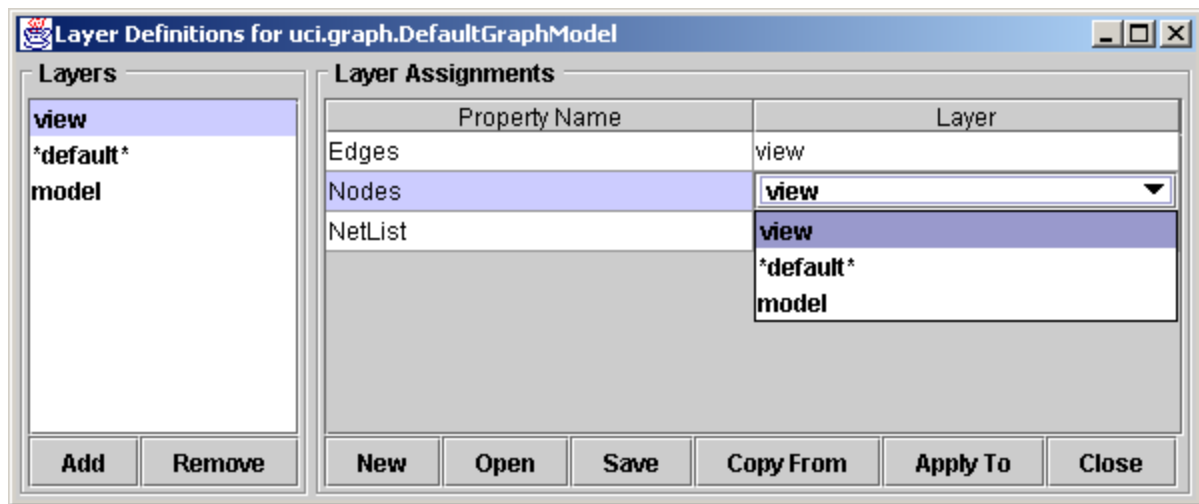 Layer Definitions for uci.graph.DefaultGraphModel
Layers
view
*default*
model
Add Remove
Layer Assignments
Property Name Layer
Edges view
Nodes view
NetList
view
*default*
model
New Open Save Copy From Apply To Close